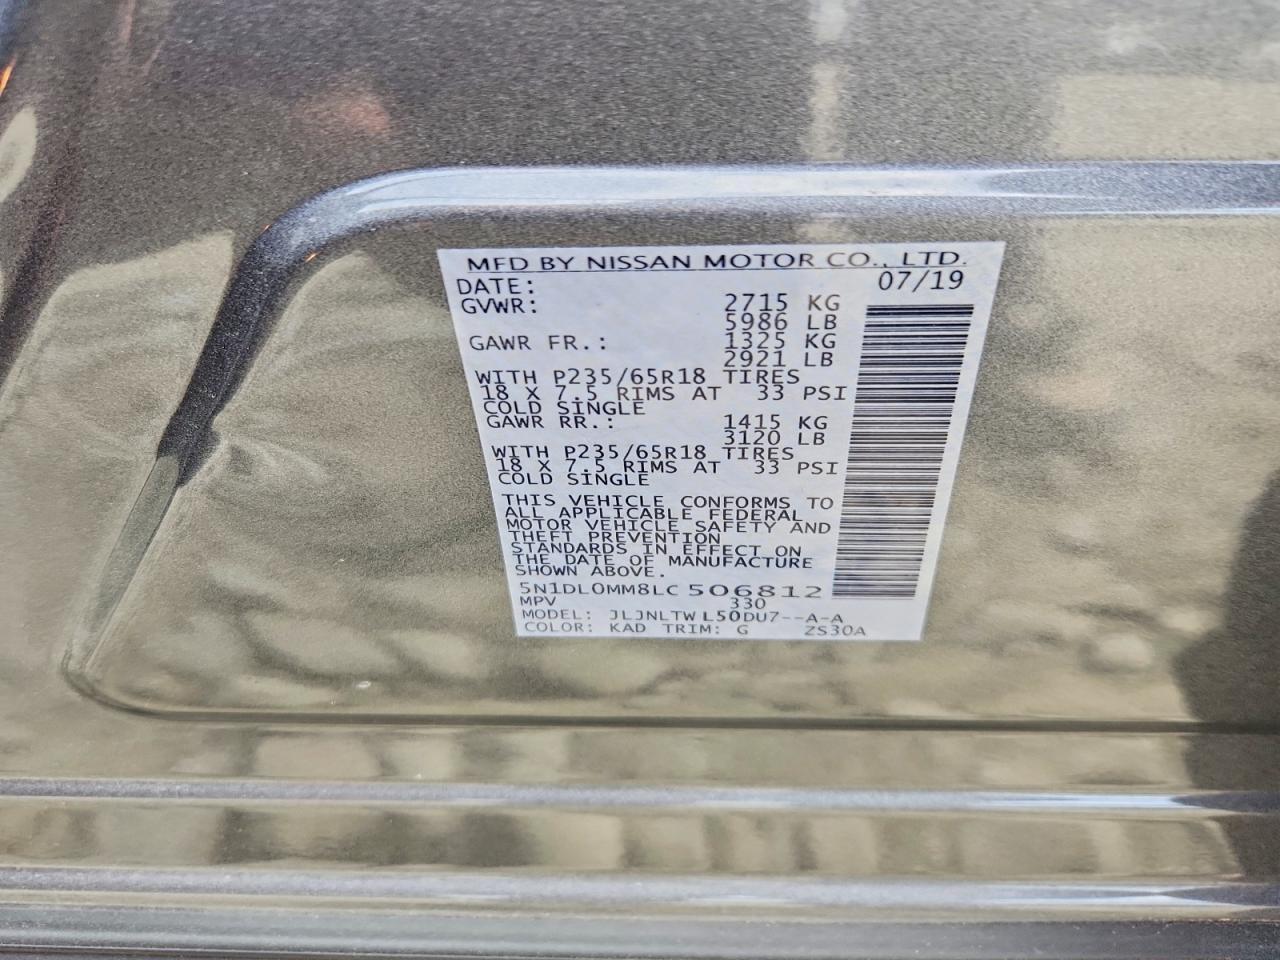 MFD BY NISSAN MOTOR CO., LTD.
DATE: 07/19
GVWR: 2715 KG
5986 LB
GAWR FR.: 1325 KG
2921 LB
WITH P235/65R18 TIRES
18 X 7.5 RIMS AT 33 PSI
COLD SINGLE
GAWR RR.: 1415 KG
3120 LB
WITH P235/65R18 TIRES
18 X 7.5 RIMS AT 33 PSI
COLD SINGLE
THIS VEHICLE CONFORMS TO
ALL APPLICABLE FEDERAL
MOTOR VEHICLE SAFETY AND
THEFT PREVENTION
STANDARDS IN EFFECT ON
THE DATE OF MANUFACTURE
SHOWN ABOVE.
5N1DL0MM8LC 506812
MPV 330
MODEL: JLJNLTW L50DU7--A-A
COLOR: KAD TRIM: G ZS30A